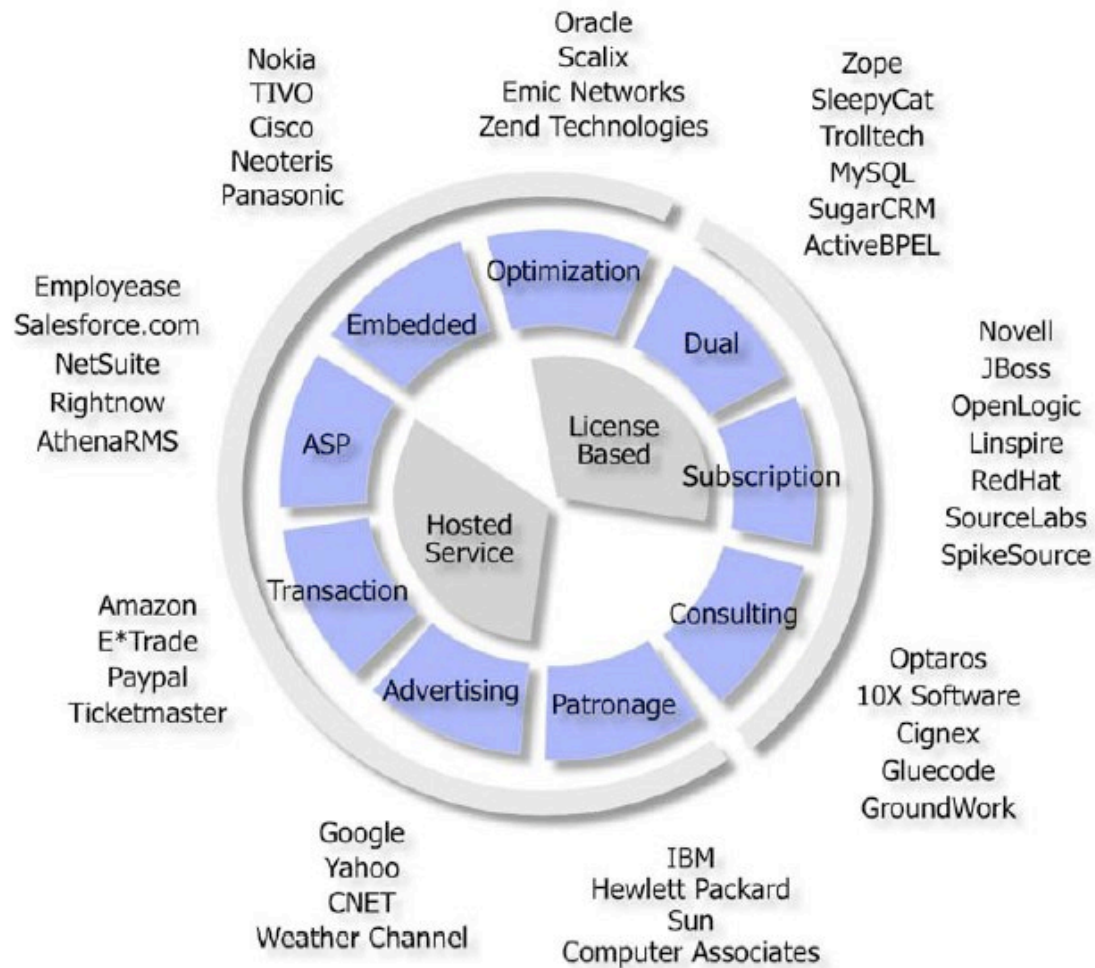 Oracle
Scalix
Emic Networks
Zend Technologies
Nokia
TIVO
Cisco
Neoteris
Panasonic
Zope
SleepyCat
Trolltech
MySQL
SugarCRM
ActiveBPEL
Employease
Salesforce.com
NetSuite
Rightnow
AthenaRMS
Novell
JBoss
OpenLogic
Linspire
RedHat
SourceLabs
SpikeSource
Optimization
Embedded
Dual
ASP
License
Based
Subscription
Hosted
Service
Transaction
Consulting
Advertising
Patronage
Amazon
E*Trade
Paypal
Ticketmaster
Optaros
10X Software
Cignex
Gluecode
GroundWork
Google
Yahoo
CNET
Weather Channel
IBM
Hewlett Packard
Sun
Computer Associates